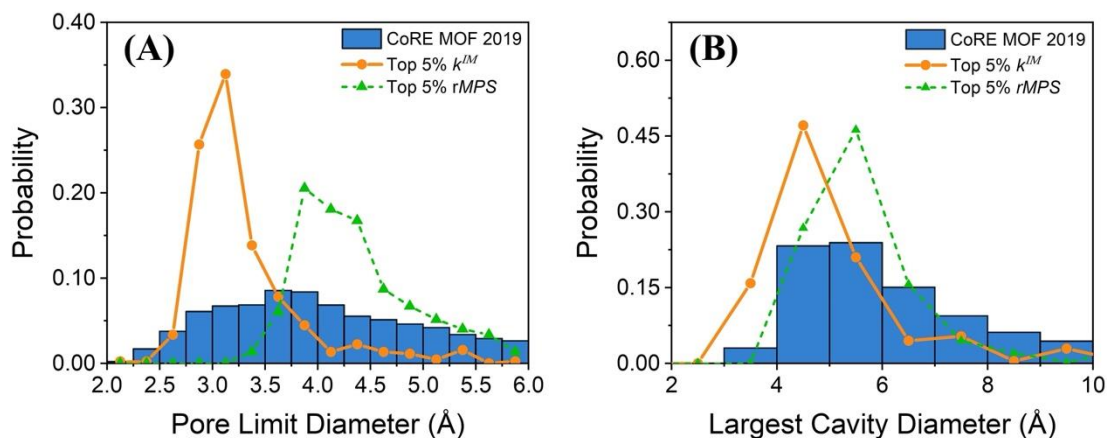 (A)
CoRE MOF 2019
Top 5% k^IM
Top 5% rMPS
0.40
0.30
0.20
0.10
0.00
Probability
2.0 2.5 3.0 3.5 4.0 4.5 5.0 5.5 6.0
Pore Limit Diameter (Å)
(B)
CoRE MOF 2019
Top 5% k^IM
Top 5% rMPS
0.60
0.45
0.30
0.15
0.00
Probability
2 4 6 8 10
Largest Cavity Diameter (Å)